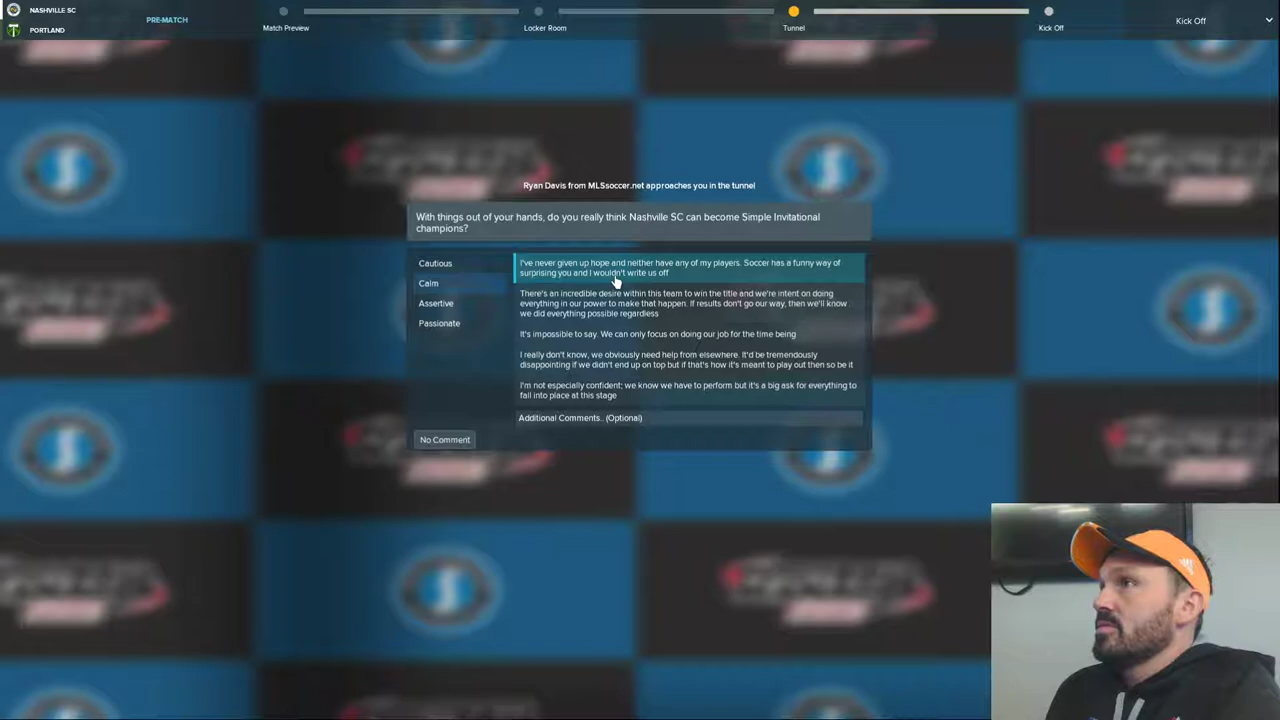 NASHVILLE SC
PORTLAND
PRE-MATCH
Match Preview
Locker Room
Tunnel
Kick Off
Kick Off
Ryan Davis from MLSsoccer.net approaches you in the tunnel
With things out of your hands, do you really think Nashville SC can become Simple Invitational
champions?
Cautious
Calm
Assertive
Passionate
I've never given up hope and neither have any of my players. Soccer has a funny way of
surprising you and I wouldn't write us off
There's an incredible desire within this team to win the title and we're intent on doing
everything in our power to make that happen. If results don't go our way, then we'll know
we did everything possible regardless
It's impossible to say. We can only focus on doing our job for the time being
I really don't know, we obviously need help from elsewhere. It'd be tremendously
disappointing if we didn't end up on top but if that's how it's meant to play out then so be it
I'm not especially confident; we know we have to perform but it's a big ask for everything to
fall into place at this stage
Additional Comments.. (Optional)
No Comment